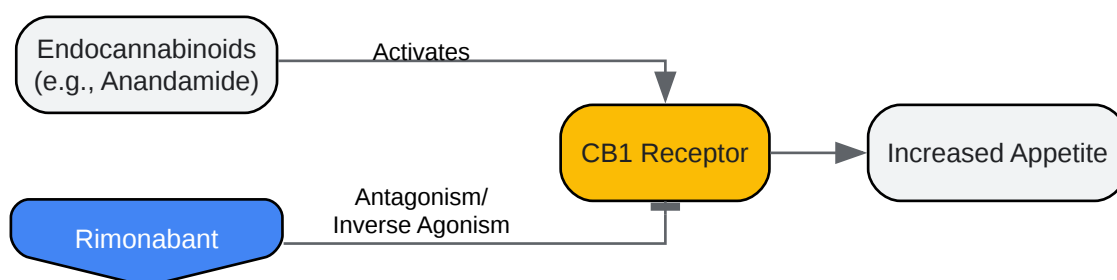 Endocannabinoids
(e.g., Anandamide)
Activates
CB1 Receptor
Increased Appetite
Antagonism/
Inverse Agonism
Rimonabant